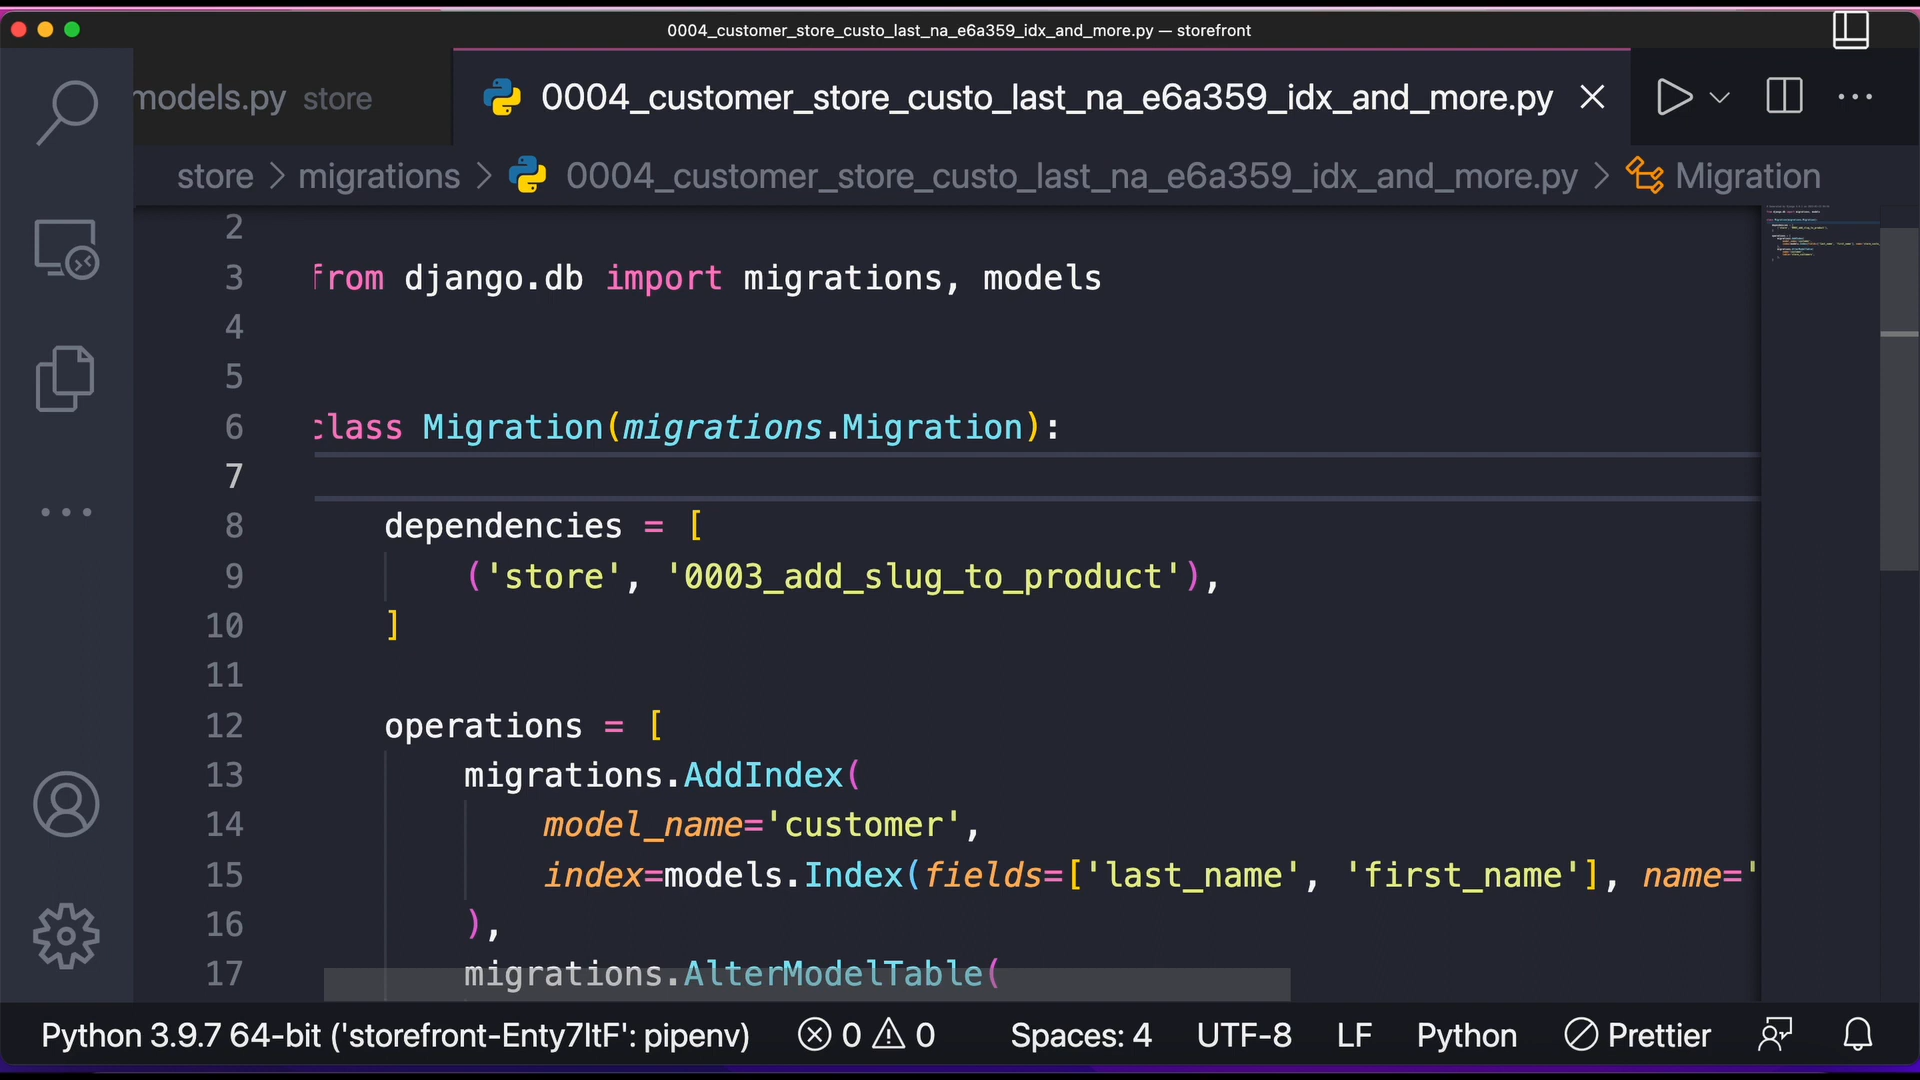 0004_customer_store_custo_last_na_e6a359_idx_and_more.py — storefront
models.py store
0004_customer_store_custo_last_na_e6a359_idx_and_more.py
store > migrations > 0004_customer_store_custo_last_na_e6a359_idx_and_more.py > Migration
2
3 from django.db import migrations, models
4
5
6 class Migration(migrations.Migration):
7
8 dependencies = [
9 ('store', '0003_add_slug_to_product'),
10 ]
11
12 operations = [
13 migrations.AddIndex(
14 model_name='customer',
15 index=models.Index(fields=['last_name', 'first_name'], name='
16 ),
17 migrations.AlterModelTable(
Python 3.9.7 64-bit ('storefront-Enty7ltF': pipenv) 0 0 Spaces: 4 UTF-8 LF Python Prettier